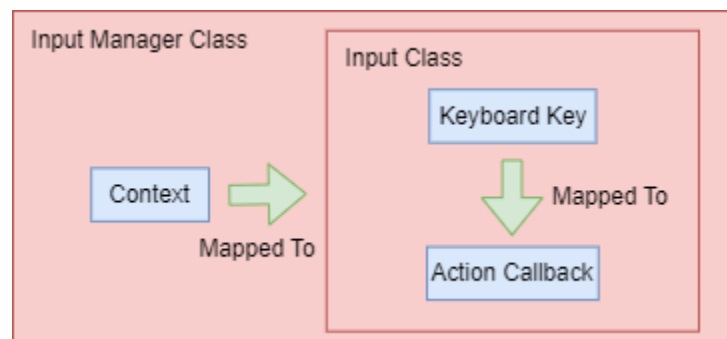 Input Manager Class
Input Class
Keyboard Key
Context
Mapped To
Mapped To
Action Callback